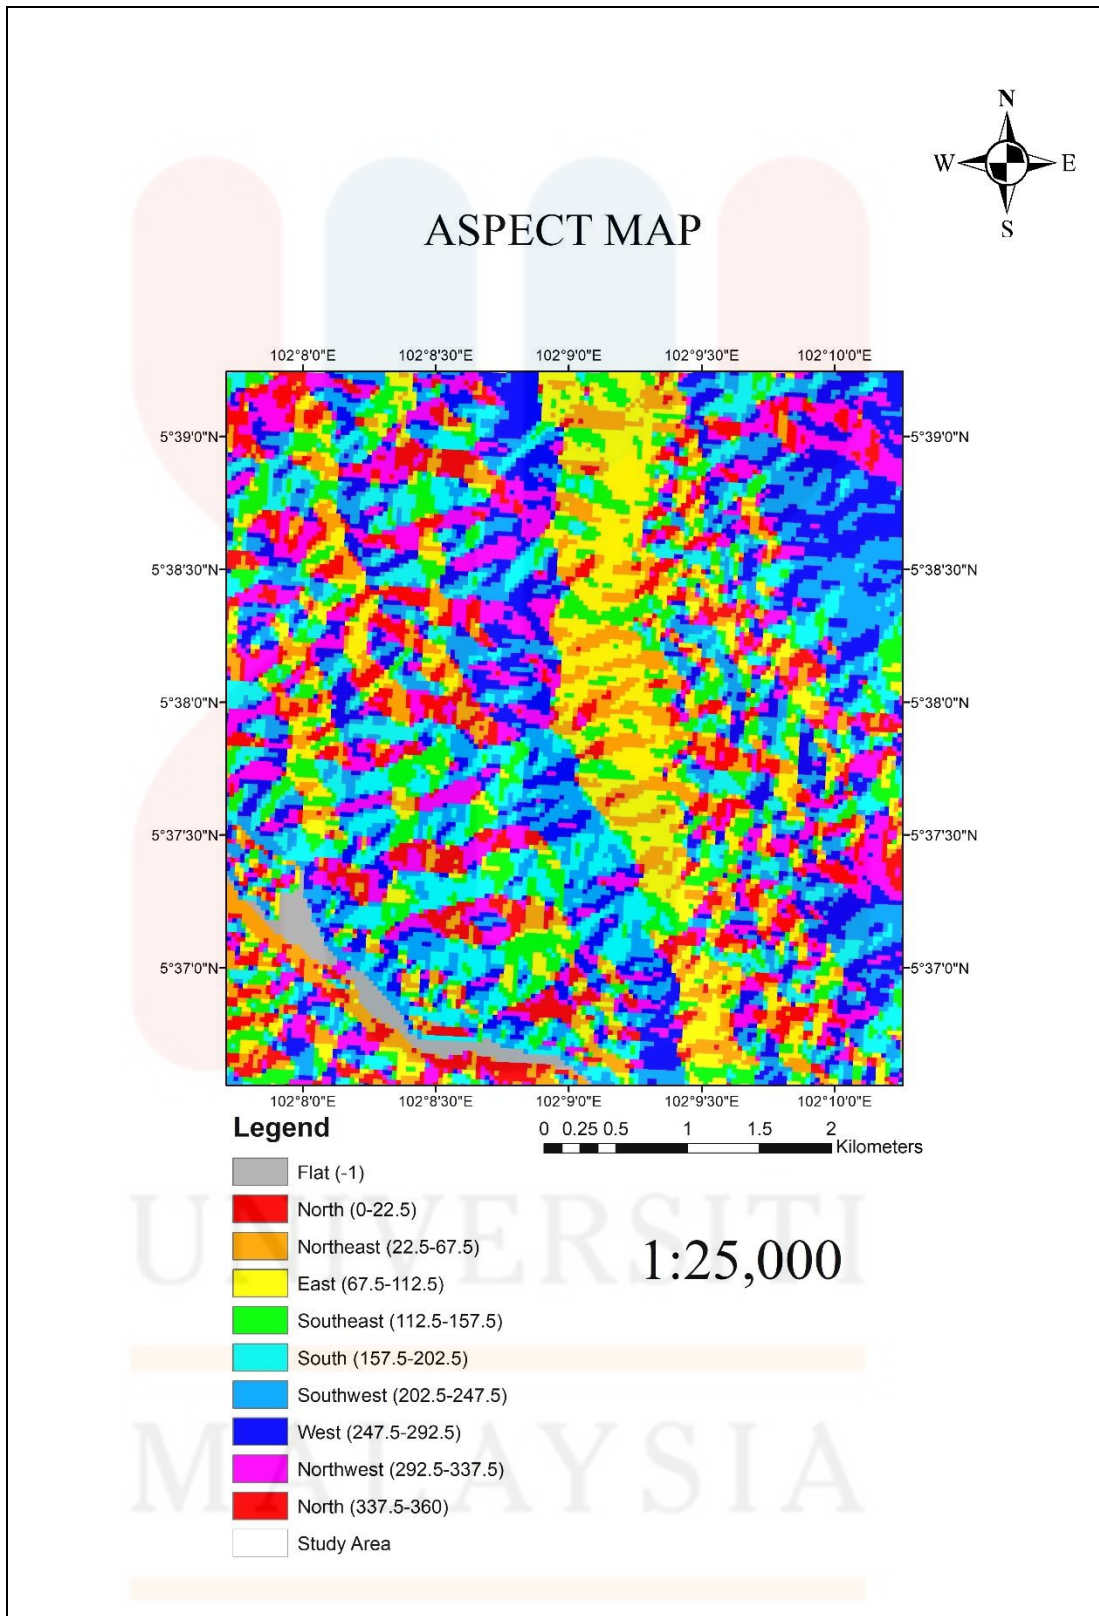 N
W E
S
ASPECT MAP
102°8'0"E 102°8'30"E 102°9'0"E 102°9'30"E 102°10'0"E
5°39'0"N 5°39'0"N
5°38'30"N 5°38'30"N
5°38'0"N 5°38'0"N
5°37'30"N 5°37'30"N
5°37'0"N 5°37'0"N
102°8'0"E 102°8'30"E 102°9'0"E 102°9'30"E 102°10'0"E
Legend
0 0.25 0.5 1 1.5 2
Kilometers
Flat (-1)
North (0-22.5)
Northeast (22.5-67.5)
East (67.5-112.5)
Southeast (112.5-157.5)
South (157.5-202.5)
Southwest (202.5-247.5)
West (247.5-292.5)
Northwest (292.5-337.5)
North (337.5-360)
Study Area
1:25,000
UNIVERSITI
MALAYSIA